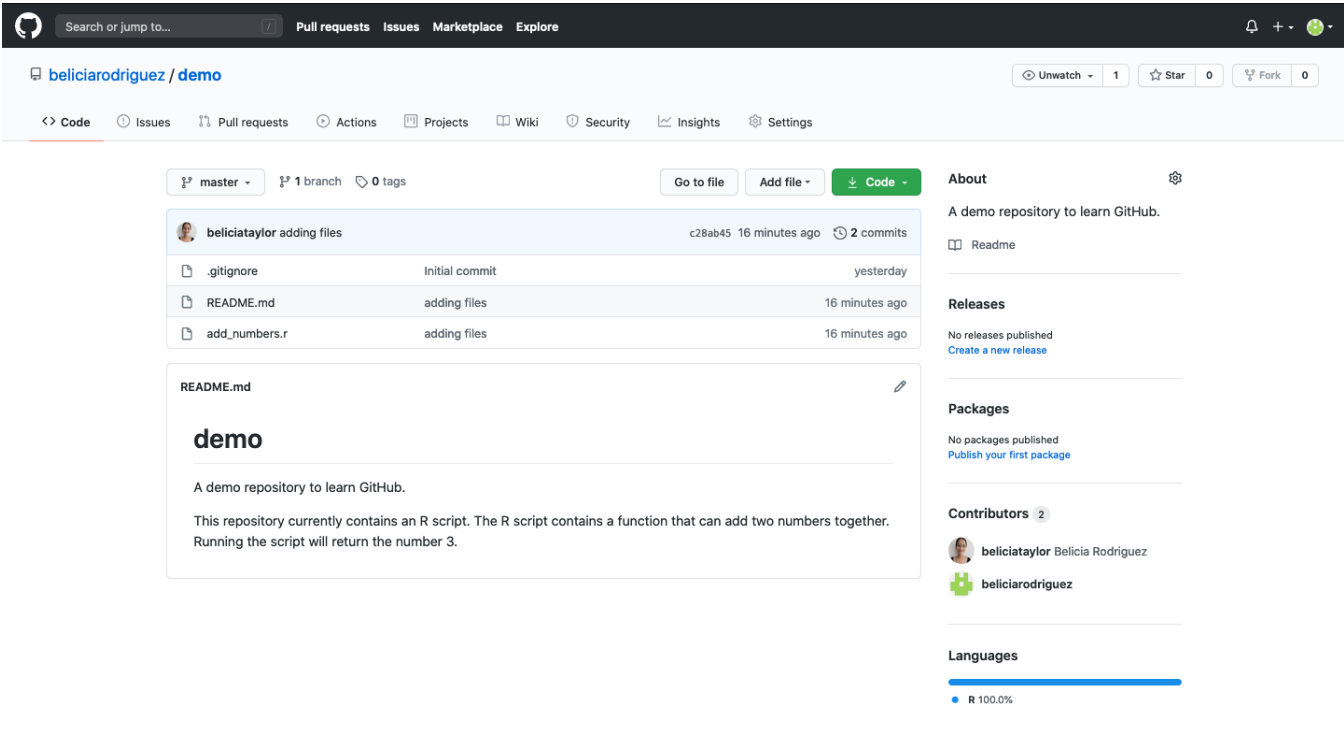 Search or jump to... / Pull requests Issues Marketplace Explore
beliciarodriguez / demo Unwatch 1 Star 0 Fork 0
Code Issues Pull requests Actions Projects Wiki Security Insights Settings
master 1 branch 0 tags Go to file Add file Code
beliciataylor adding files c28ab45 16 minutes ago 2 commits
.gitignore Initial commit yesterday
README.md adding files 16 minutes ago
add_numbers.r adding files 16 minutes ago
README.md
demo
A demo repository to learn GitHub.
This repository currently contains an R script. The R script contains a function that can add two numbers together.
Running the script will return the number 3.
About
A demo repository to learn GitHub.
Readme
Releases
No releases published
Create a new release
Packages
No packages published
Publish your first package
Contributors 2
beliciataylor Belicia Rodriguez
beliciarodriguez
Languages
R 100.0%